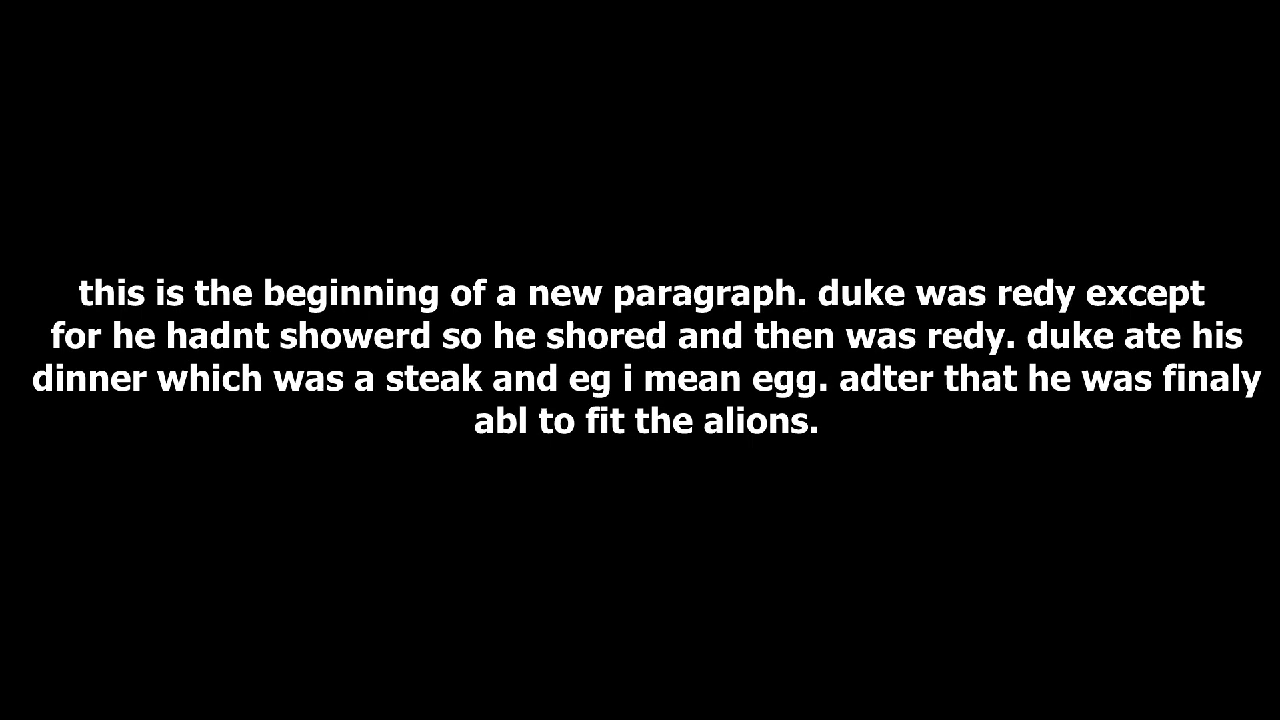 this is the beginning of a new paragraph. duke was redy except
for he hadnt showerd so he shored and then was redy. duke ate his
dinner which was a steak and eg i mean egg. adter that he was finaly
abl to fit the alions.